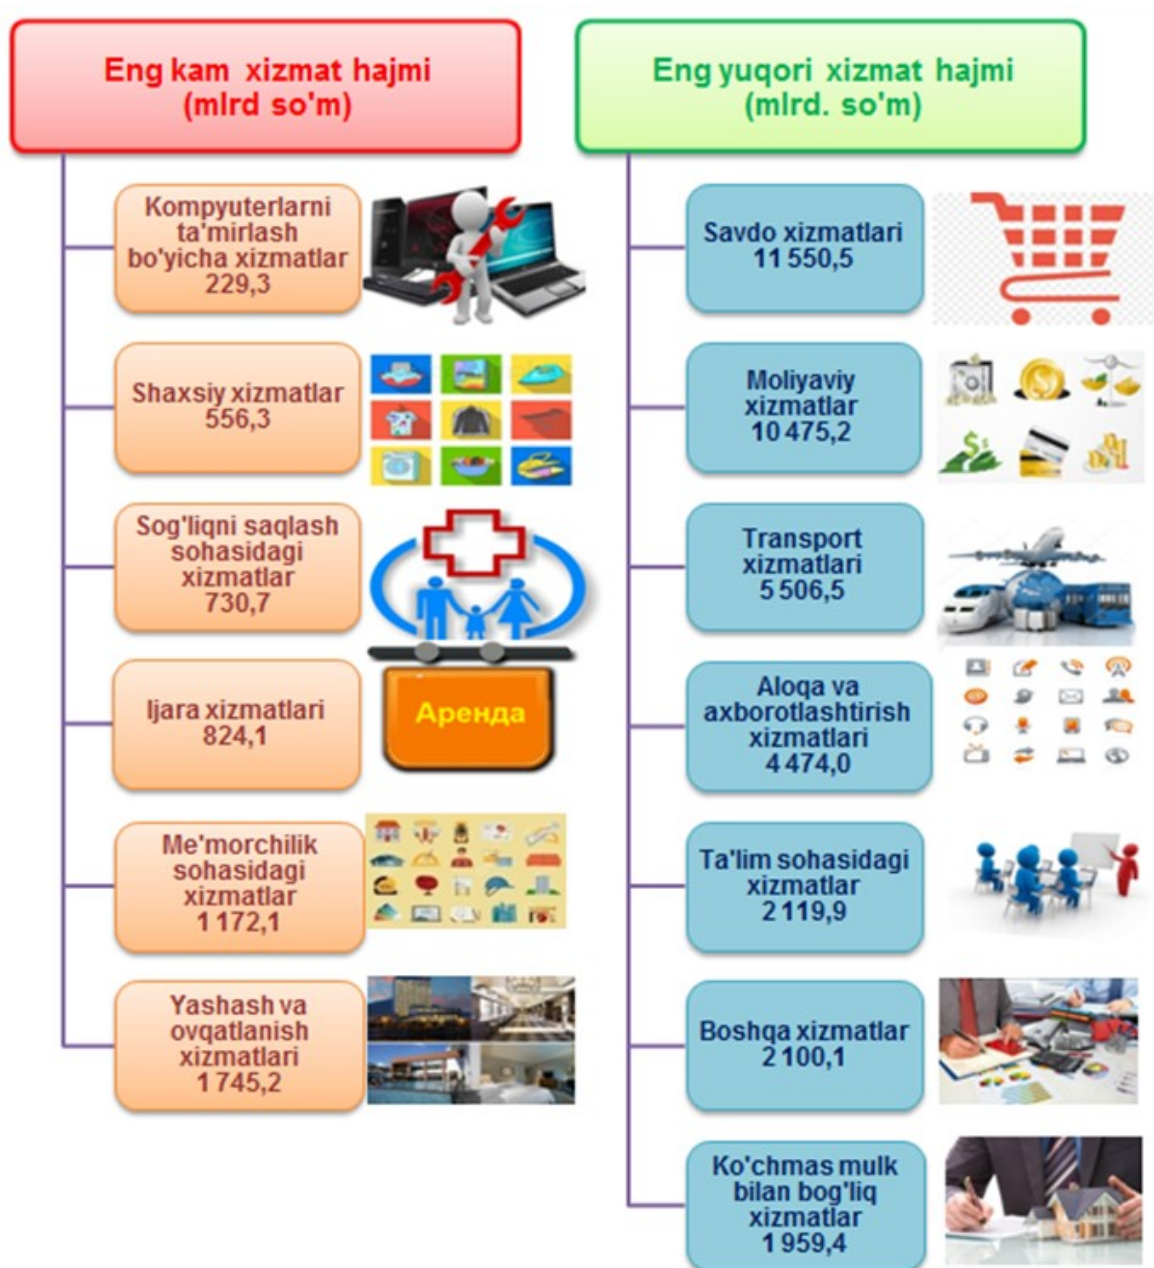 Eng kam xizmat hajmi
(mlrd so'm)
Kompyuterlarni
ta'mirlash
bo'yicha xizmatlar
229,3
Shaxsiy xizmatlar
556,3
Sog'liqni saqlash
sohasidagi
xizmatlar
730,7
Ijara xizmatlari
824,1
Аренда
Me'morchilik
sohasidagi
xizmatlar
1 172,1
Yashash va
ovqatlanish
xizmatlari
1 745,2
Eng yuqori xizmat hajmi
(mlrd. so'm)
Savdo xizmatlari
11 550,5
Moliyaviy
xizmatlar
10 475,2
Transport
xizmatlari
5 506,5
Aloqa va
axborotlashtirish
xizmatlari
4 474,0
Ta'lim sohasidagi
xizmatlar
2 119,9
Boshqa xizmatlar
2 100,1
Ko'chmas mulk
bilan bog'liq
xizmatlar
1 959,4